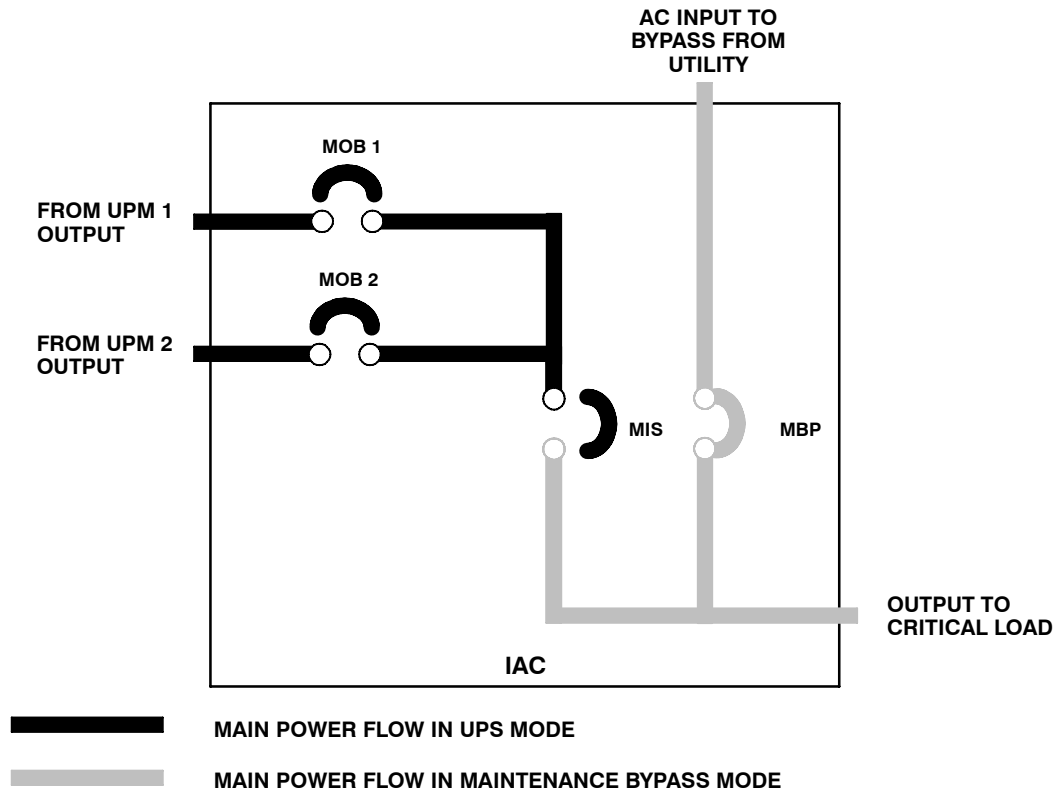 AC INPUT TO
BYPASS FROM
UTILITY
MOB 1
FROM UPM 1
OUTPUT
MOB 2
FROM UPM 2
OUTPUT
MIS
MBP
OUTPUT TO
CRITICAL LOAD
IAC
MAIN POWER FLOW IN UPS MODE
MAIN POWER FLOW IN MAINTENANCE BYPASS MODE